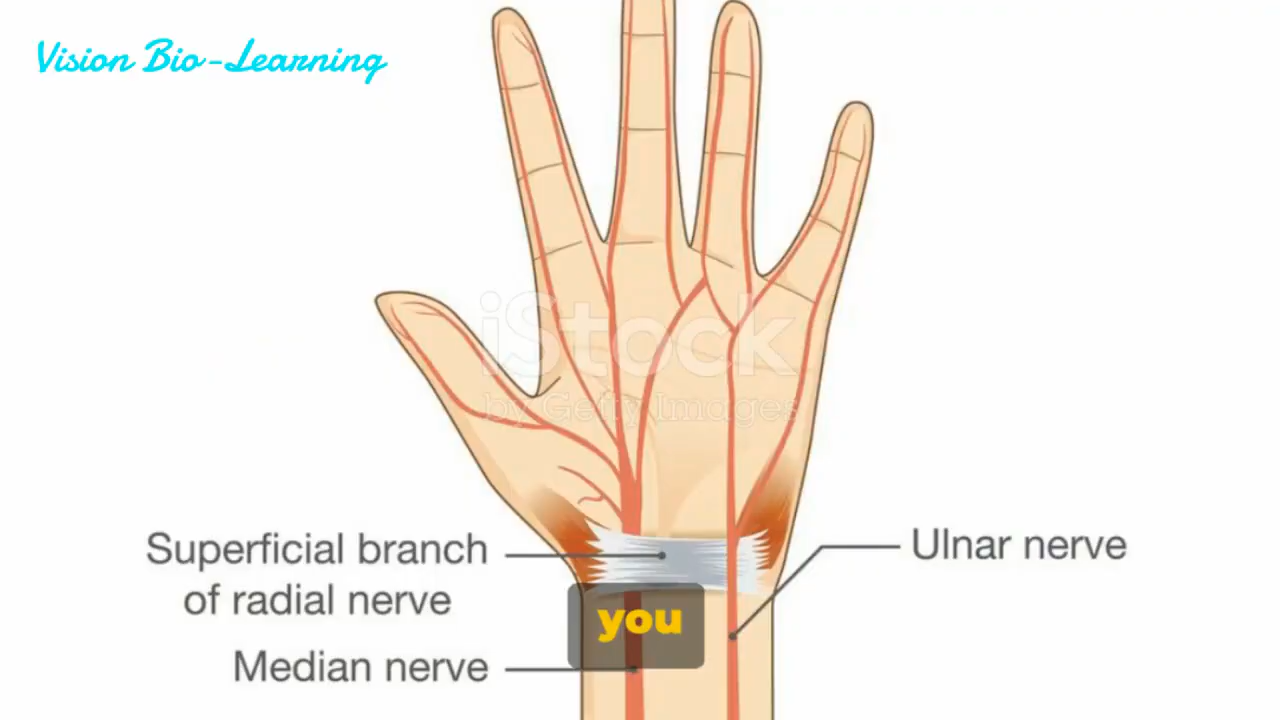 Vision Bio-Learning
iStock
by Getty Images
Superficial branch
of radial nerve
Ulnar nerve
you
Median nerve